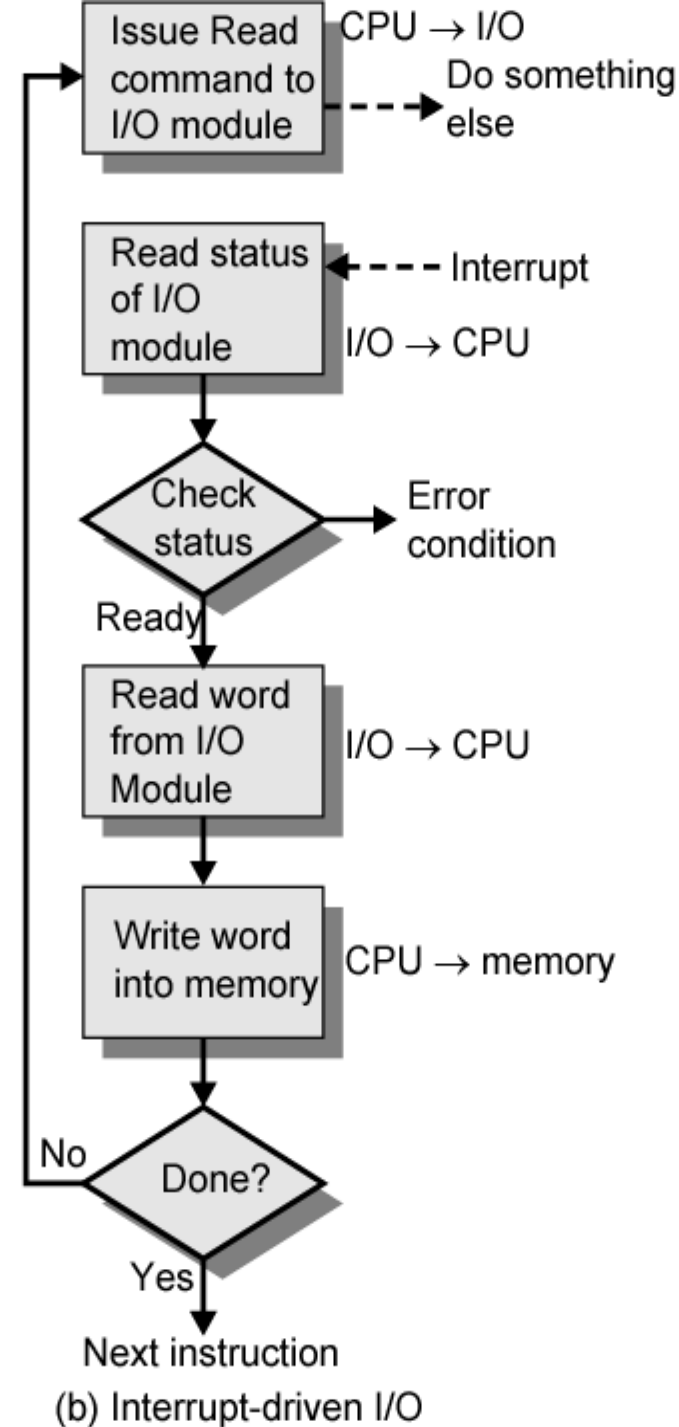 Issue Read
command to
I/O module
CPU → I/O
Do something
else
Read status
of I/O
module
Interrupt
I/O → CPU
Check
status
Error
condition
Ready
Read word
from I/O
Module
I/O → CPU
Write word
into memory
CPU → memory
No
Done?
Yes
Next instruction
(b) Interrupt-driven I/O